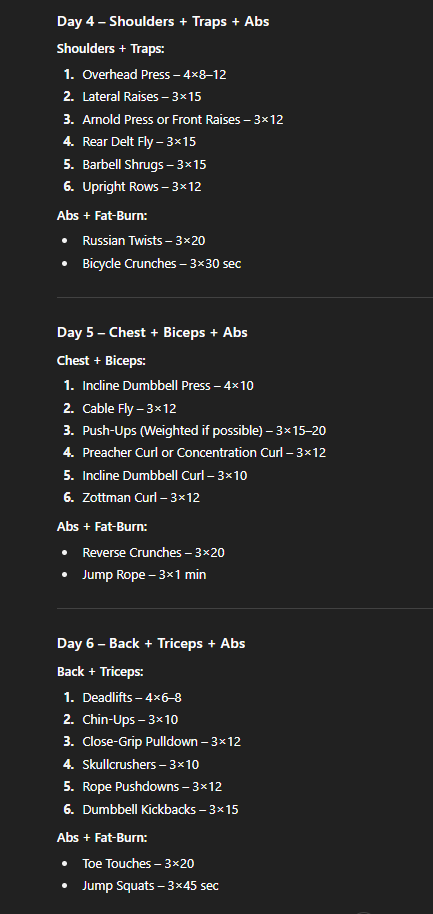 Day 4 – Shoulders + Traps + Abs
Shoulders + Traps:
1. Overhead Press – 4×8–12
2. Lateral Raises – 3×15
3. Arnold Press or Front Raises – 3×12
4. Rear Delt Fly – 3×15
5. Barbell Shrugs – 3×15
6. Upright Rows – 3×12
Abs + Fat-Burn:
• Russian Twists – 3×20
• Bicycle Crunches – 3×30 sec
Day 5 – Chest + Biceps + Abs
Chest + Biceps:
1. Incline Dumbbell Press – 4×10
2. Cable Fly – 3×12
3. Push-Ups (Weighted if possible) – 3×15–20
4. Preacher Curl or Concentration Curl – 3×12
5. Incline Dumbbell Curl – 3×10
6. Zottman Curl – 3×12
Abs + Fat-Burn:
• Reverse Crunches – 3×20
• Jump Rope – 3×1 min
Day 6 – Back + Triceps + Abs
Back + Triceps:
1. Deadlifts – 4×6–8
2. Chin-Ups – 3×10
3. Close-Grip Pulldown – 3×12
4. Skullcrushers – 3×10
5. Rope Pushdowns – 3×12
6. Dumbbell Kickbacks – 3×15
Abs + Fat-Burn:
• Toe Touches – 3×20
• Jump Squats – 3×45 sec